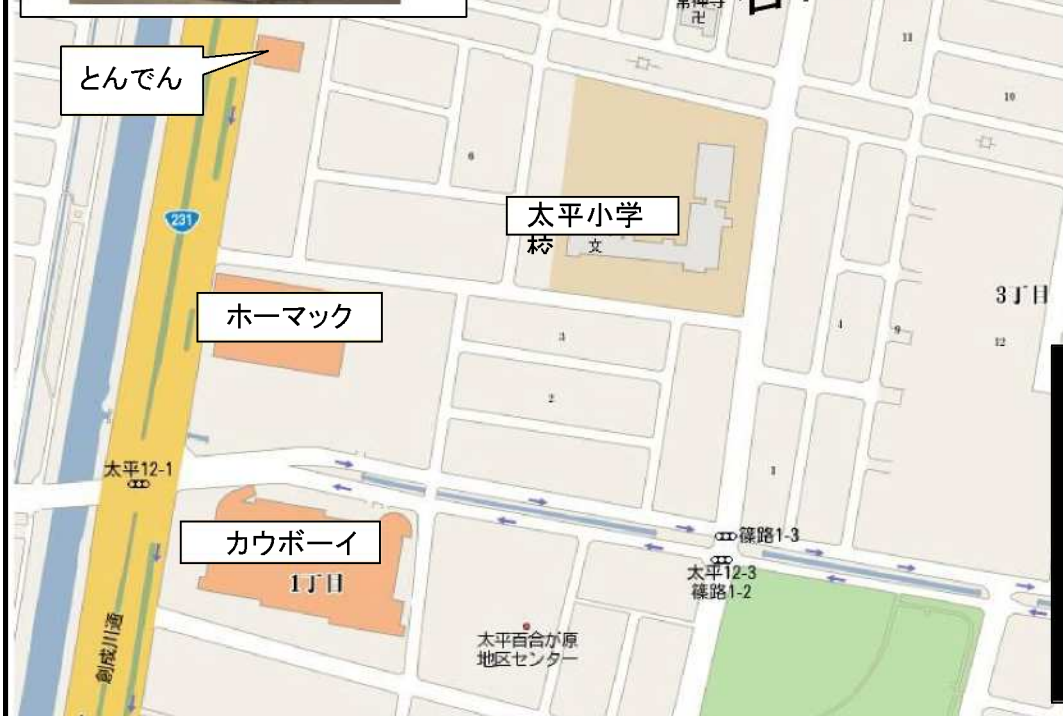 卍
11
とんでん
10
6
231
太平小学
校
文
3丁目
ホーマック
3
4
9
12
2
太平12-1
1
篠路1-3
カウボーイ
1丁目
太平12-3
篠路1-2
創成川通
太平百合が原
地区センター